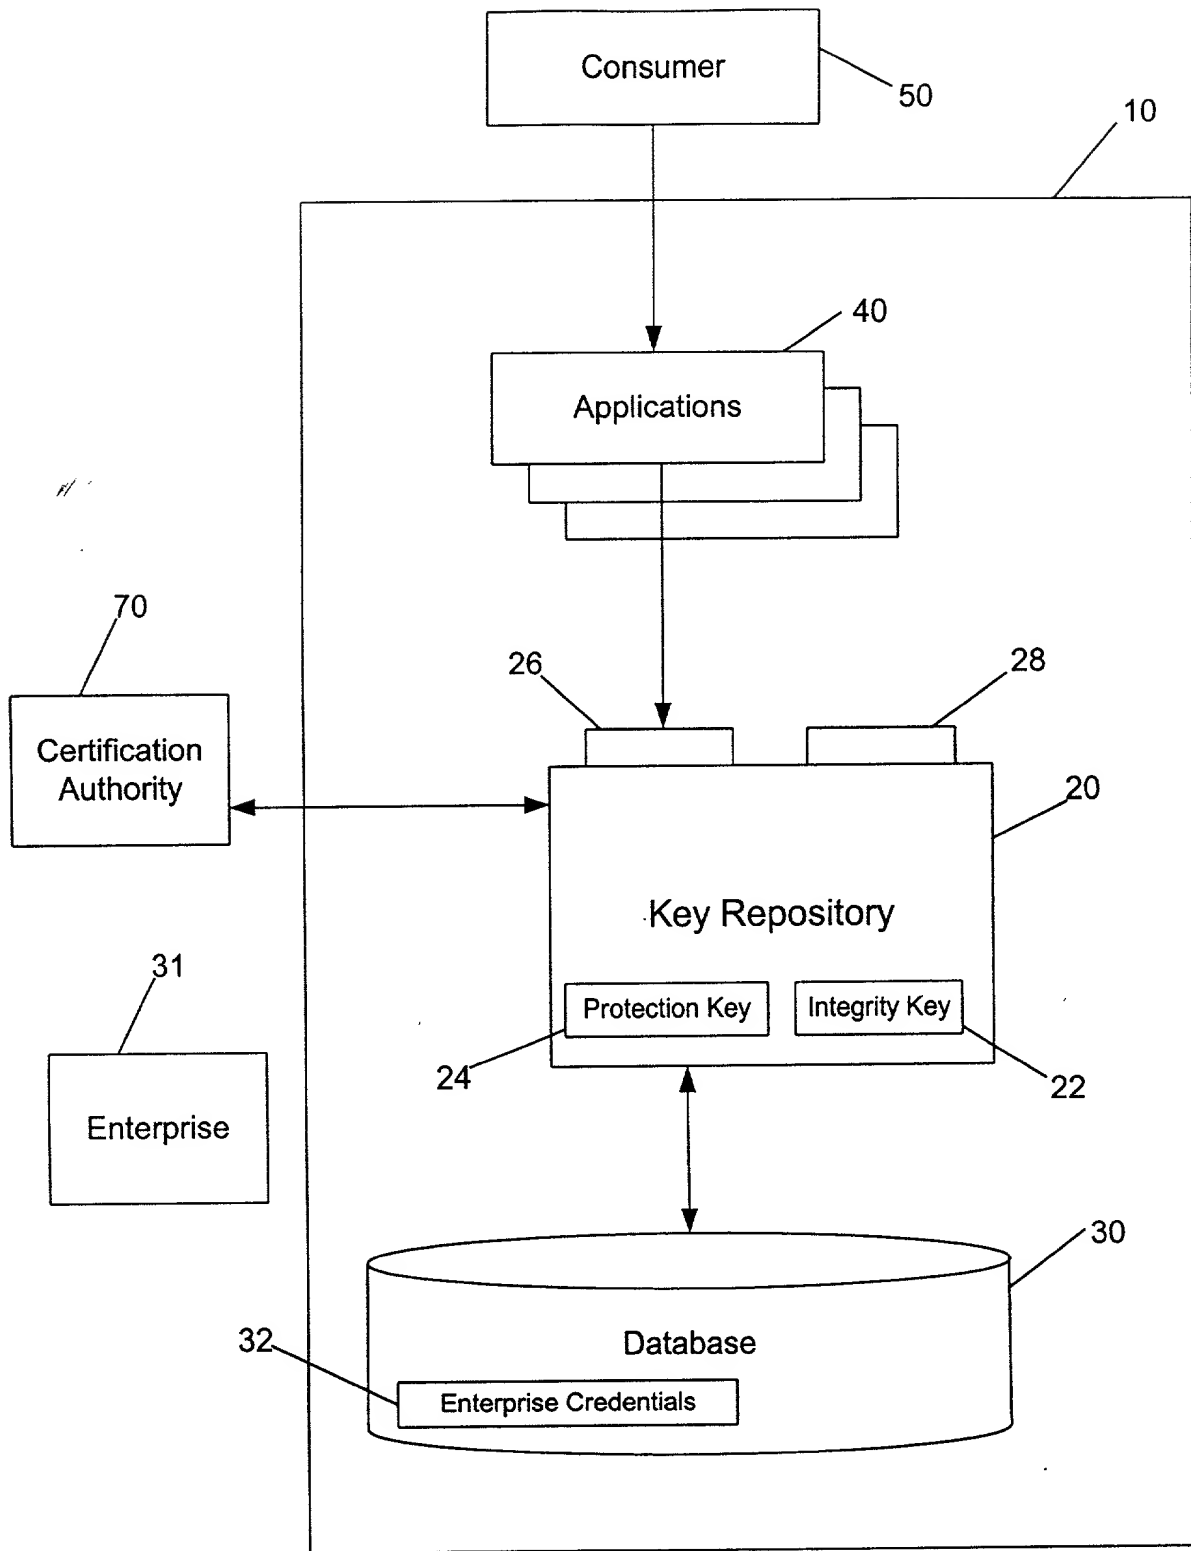 Consumer
50
10
40
Applications
70
26
28
Certification
Authority
20
Key Repository
31
Protection Key
Integrity Key
24
22
Enterprise
30
32
Database
Enterprise Credentials